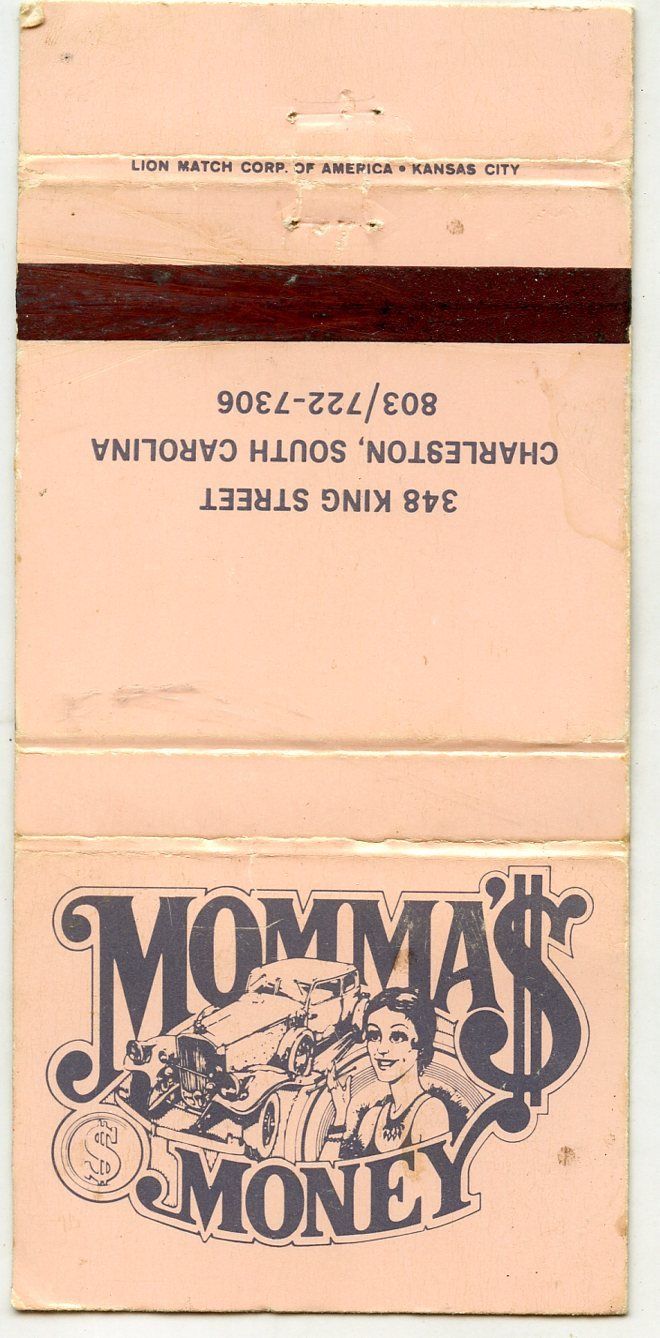 LION MATCH CORP. OF AMERICA • KANSAS CITY
348 KING STREET
CHARLESTON, SOUTH CAROLINA
803/722-7306
MOMMA'$
$
MONEY